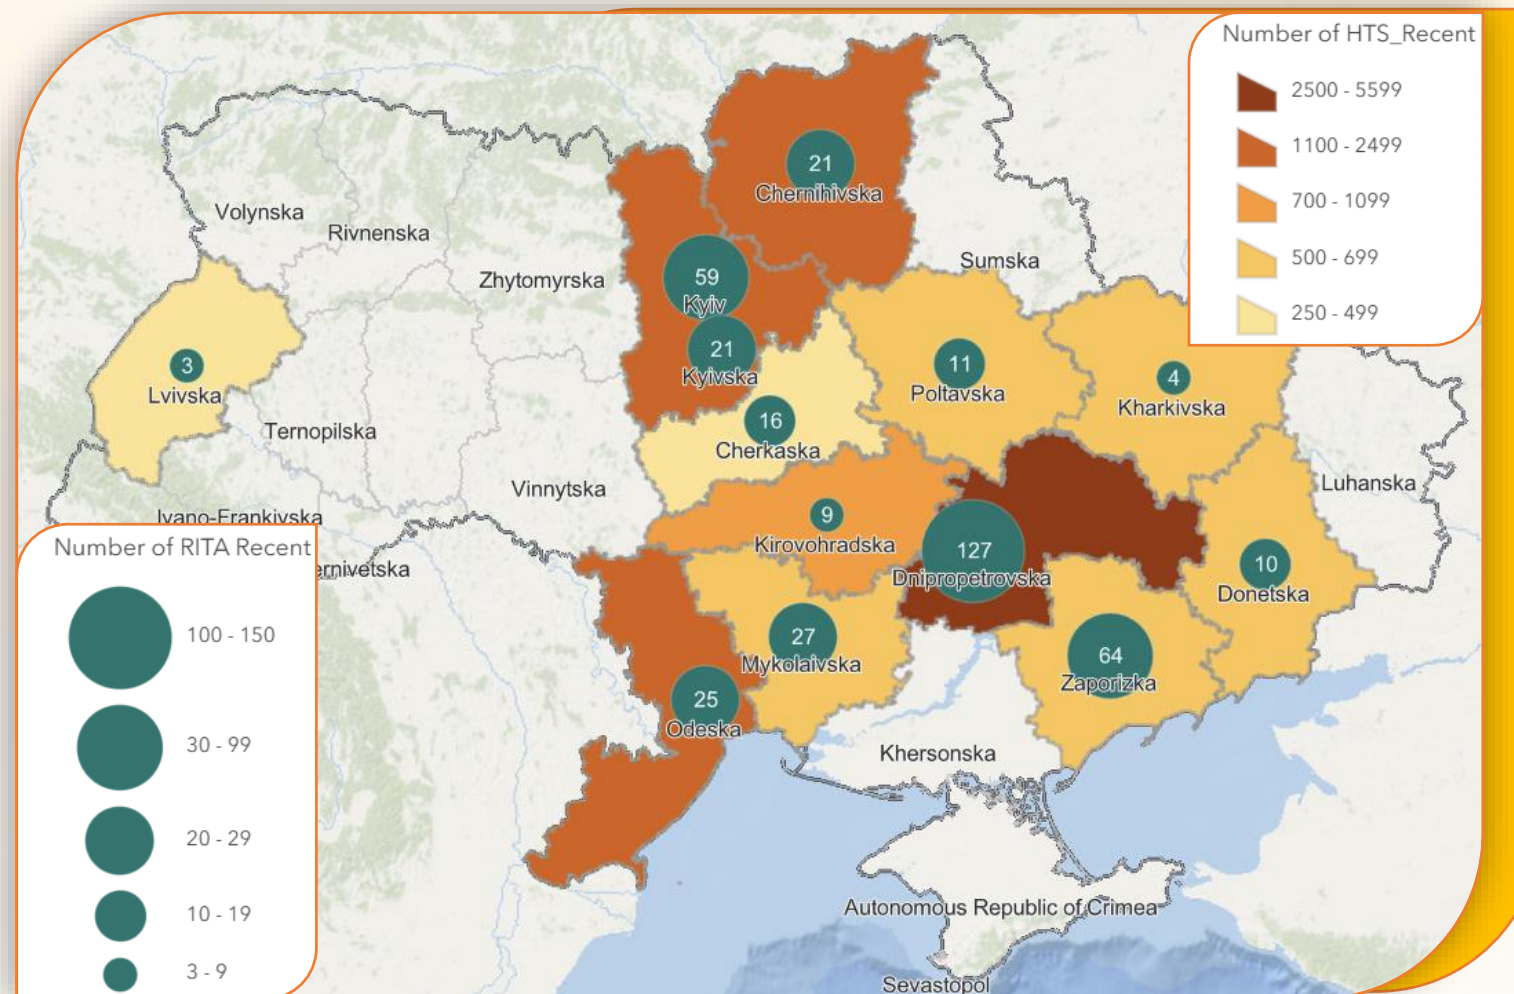 Number of HTS_Recent
2500 - 5599
1100 - 2499
700 - 1099
500 - 699
250 - 499
21
Chernihivska
Volynska
Rivnenska
Zhytomyrska
Sumska
59
Kyiv
21
Kyivska
3
Lvivska
11
Poltavska
4
Kharkivska
16
Cherkaska
Ternopilska
Vinnytska
Luhanska
Ivano-Frankivska
9
Kirovohradska
127
Dnipropetrovska
10
Donetska
ernivetska
27
Mykolaivska
64
Zaporizka
25
Odeska
Khersonska
Autonomous Republic of Crimea
Sevastopol
Number of RITA Recent
100 - 150
30 - 99
20 - 29
10 - 19
3 - 9